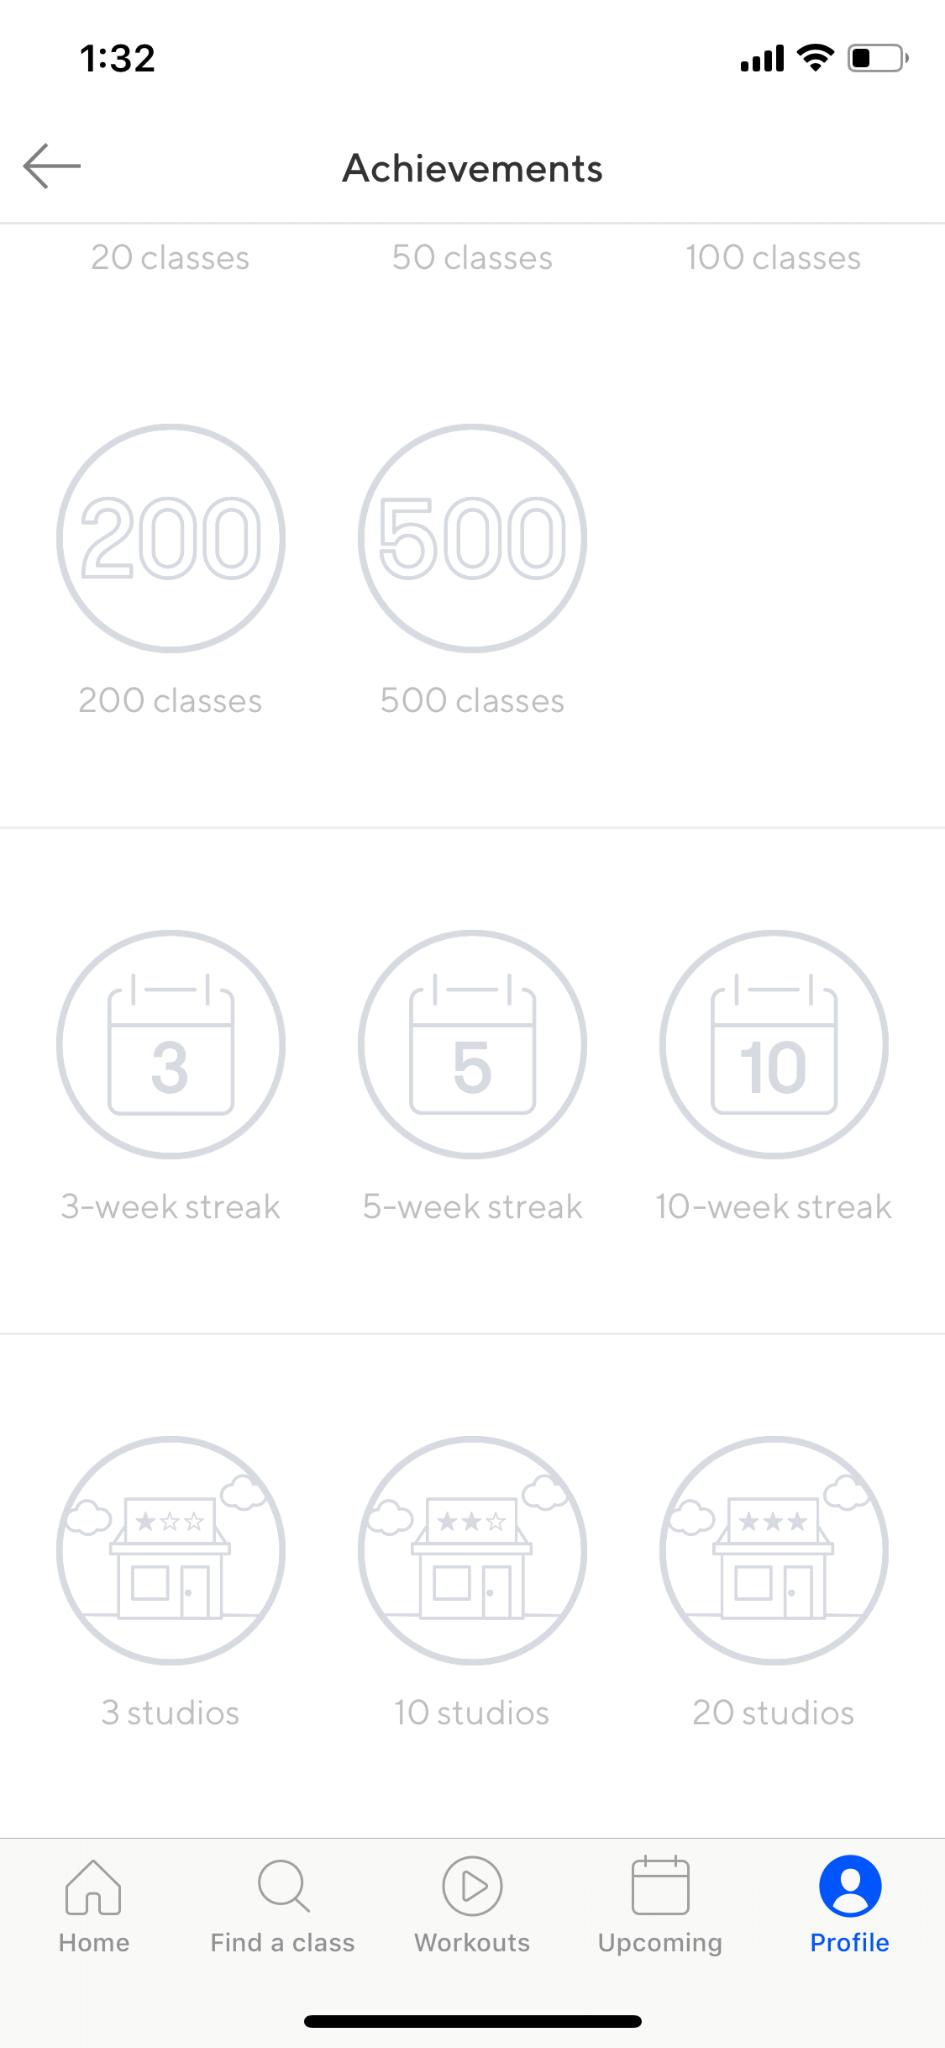 1:32
Achievements
20 classes 50 classes 100 classes
200 500
200 classes 500 classes
3 5 10
3-week streak 5-week streak 10-week streak
3 studios 10 studios 20 studios
Home Find a class Workouts Upcoming Profile